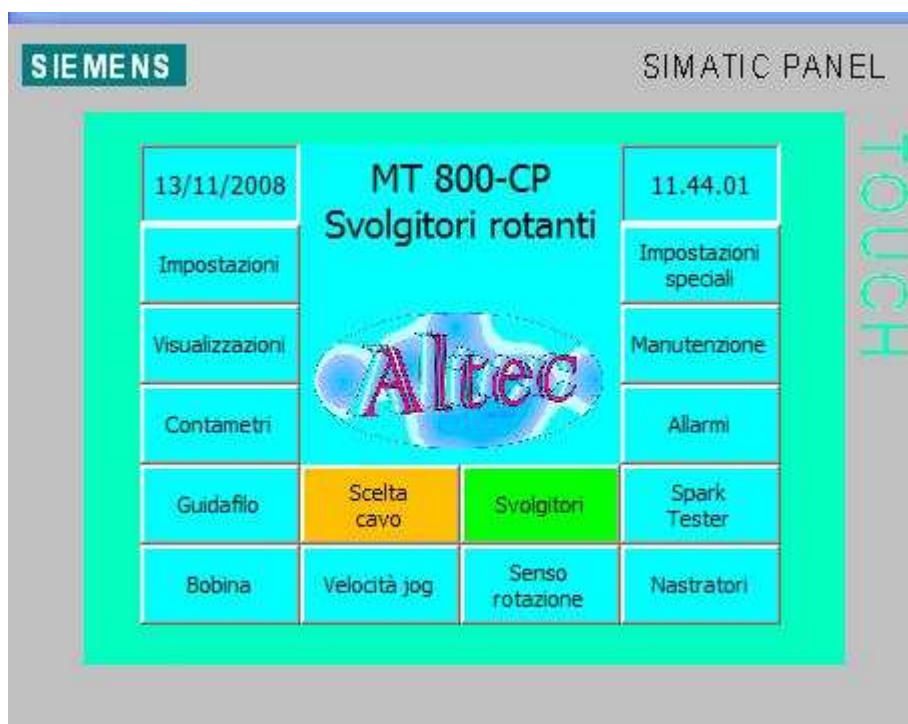 SIEMENS
SIMATIC PANEL
TOUCH
13/11/2008
MT 800-CP
Svolgitori rotanti
11.44.01
Impostazioni
Impostazioni
speciali
Visualizzazioni
Altec
Manutenzione
Contametri
Allarmi
Guidafilo
Scelta
cavo
Svolgitori
Spark
Tester
Bobina
Velocità jog
Senso
rotazione
Nastratori